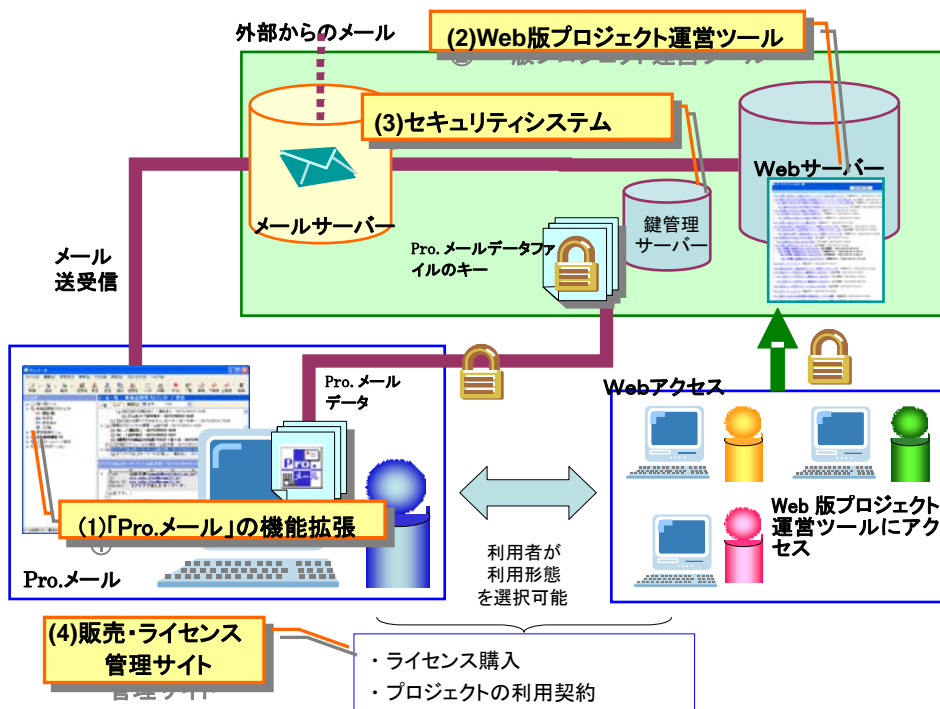 外部からのメール
(2)Web版プロジェクト運営ツール
(3)セキュリティシステム
Webサーバー
メールサーバー
鍵管理
サーバー
Pro.メールデータファ
イルのキー
メール
送受信
Pro.メール
データ
Webアクセス
(1)「Pro.メール」の機能拡張
Pro.メール
利用者が
利用形態
を選択可能
Web 版プロジェクト
運営ツールにアク
セス
(4)販売・ライセンス
管理サイト
・ライセンス購入
・プロジェクトの利用契約